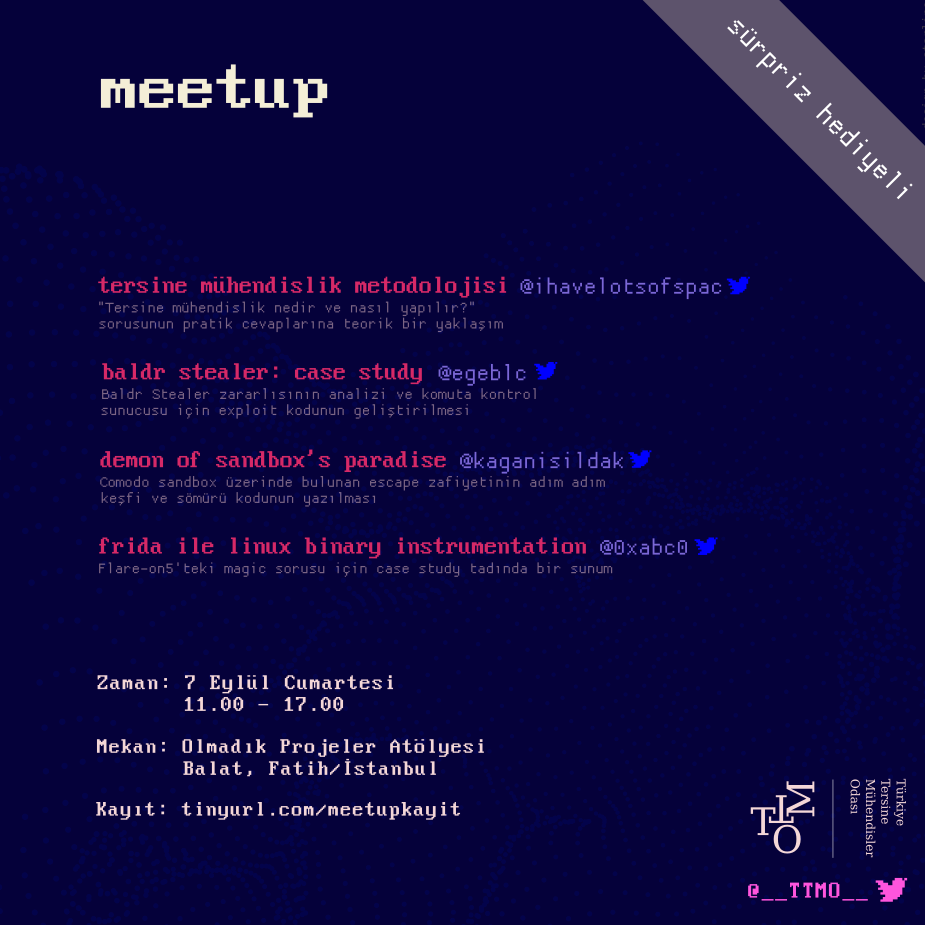 meetup
sürpriz hediyeli
tersine mühendislik metodolojisi @ihavelotsofspac
"Tersine mühendislik nedir ve nasıl yapılır?"
sorusunun pratik cevaplarına teorik bir yaklaşım
baldr stealer: case study @egeblc
Baldr Stealer zararlısının analizi ve komuta kontrol
sunucusu için exploit kodunun geliştirilmesi
demon of sandbox's paradise @kaganisildak
Comodo sandbox üzerinde bulunan escape zafiyetinin adım adım
keşfi ve sömürü kodunun yazılması
frida ile linux binary instrumentation @0xabc0
Flare-on5'teki magic sorusu için case study tadında bir sunum
Zaman: 7 Eylül Cumartesi
11.00 - 17.00
Mekan: Olmadık Projeler Atölyesi
Balat, Fatih/İstanbul
Kayıt: tinyurl.com/meetupkayit
TTMO
Türkiye
Tersine
Mühendisler
Odası
@__TTMO__